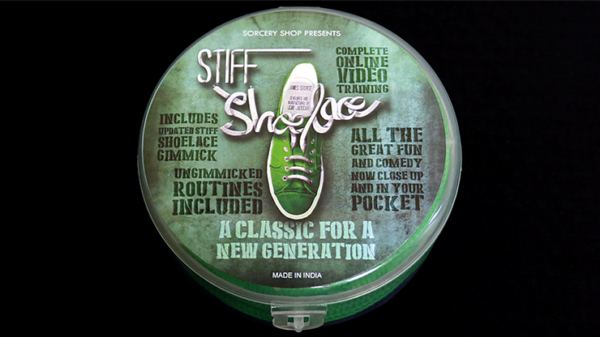 SORCERY SHOP PRESENTS
STIFF
Shoelace
COMPLETE
ONLINE
VIDEO
TRAINING
INCLUDES
UPDATED STIFF
SHOELACE
GIMMICK
UNGIMMICKED
ROUTINES
INCLUDED
ALL THE
GREAT FUN
AND COMEDY
NOW CLOSE UP
AND IN YOUR
POCKET
A CLASSIC FOR A
NEW GENERATION
MADE IN INDIA